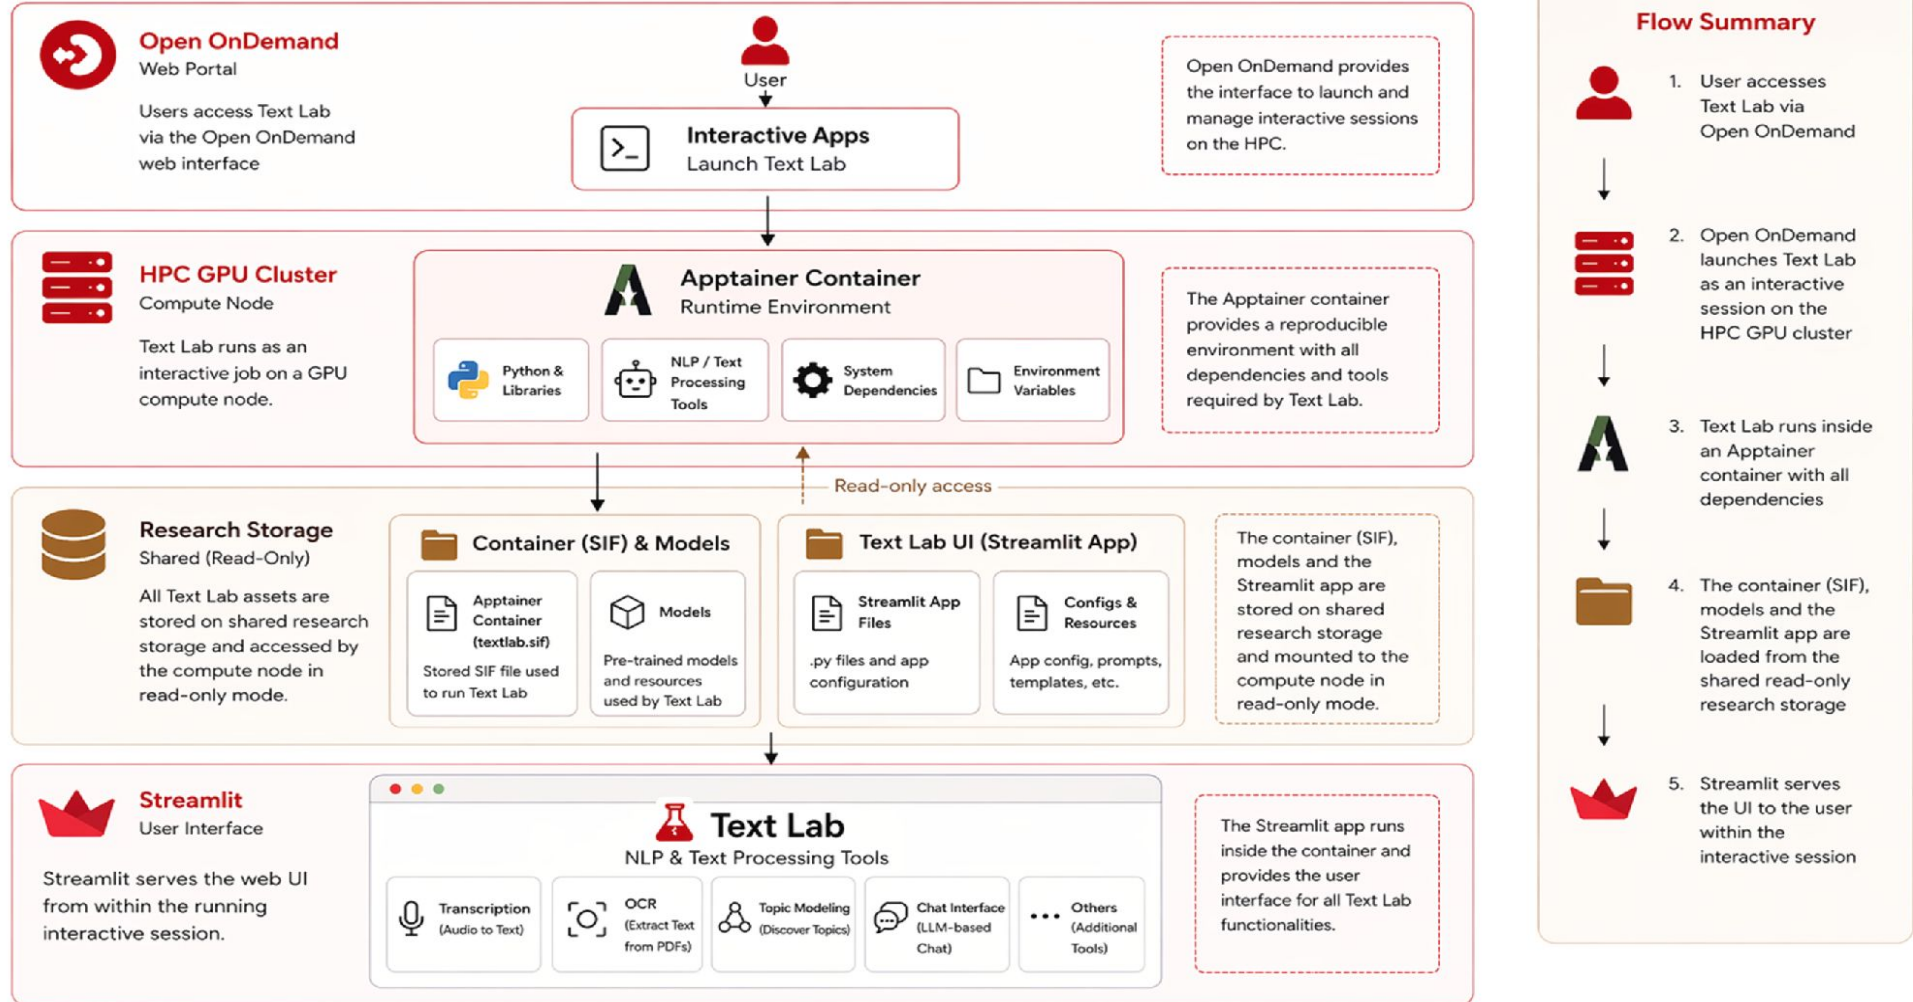 Open OnDemand
Web Portal
Users access Text Lab
via the Open OnDemand
web interface
User
Interactive Apps
Launch Text Lab
Open OnDemand provides
the interface to launch and
manage interactive sessions
on the HPC.
HPC GPU Cluster
Compute Node
Text Lab runs as an
interactive job on a GPU
compute node.
Apptainer Container
Runtime Environment
Python &
Libraries
NLP / Text
Processing
Tools
System
Dependencies
Environment
Variables
The Apptainer container
provides a reproducible
environment with all
dependencies and tools
required by Text Lab.
Read-only access
Research Storage
Shared (Read-Only)
All Text Lab assets are
stored on shared research
storage and accessed by
the compute node in
read-only mode.
Container (SIF) & Models
Apptainer
Container
(textlab.sif)
Stored SIF file used
to run Text Lab
Models
Pre-trained models
and resources
used by Text Lab
Text Lab UI (Streamlit App)
Streamlit App
Files
.py files and app
configuration
Configs &
Resources
App config, prompts,
templates, etc.
The container (SIF),
models and the
Streamlit app are
stored on shared
research storage
and mounted to the
compute node in
read-only mode.
Streamlit
User Interface
Streamlit serves the web UI
from within the running
interactive session.
Text Lab
NLP & Text Processing Tools
Transcription
(Audio to Text)
OCR
(Extract Text
from PDFs)
Topic Modeling
(Discover Topics)
Chat Interface
(LLM-based
Chat)
Others
(Additional
Tools)
The Streamlit app runs
inside the container and
provides the user
interface for all Text Lab
functionalities.
Flow Summary
1. User accesses
Text Lab via
Open OnDemand
2. Open OnDemand
launches Text Lab
as an interactive
session on the
HPC GPU cluster
3. Text Lab runs inside
an Apptainer
container with all
dependencies
4. The container (SIF),
models and the
Streamlit app are
loaded from the
shared read-only
research storage
5. Streamlit serves
the UI to the user
within the
interactive session